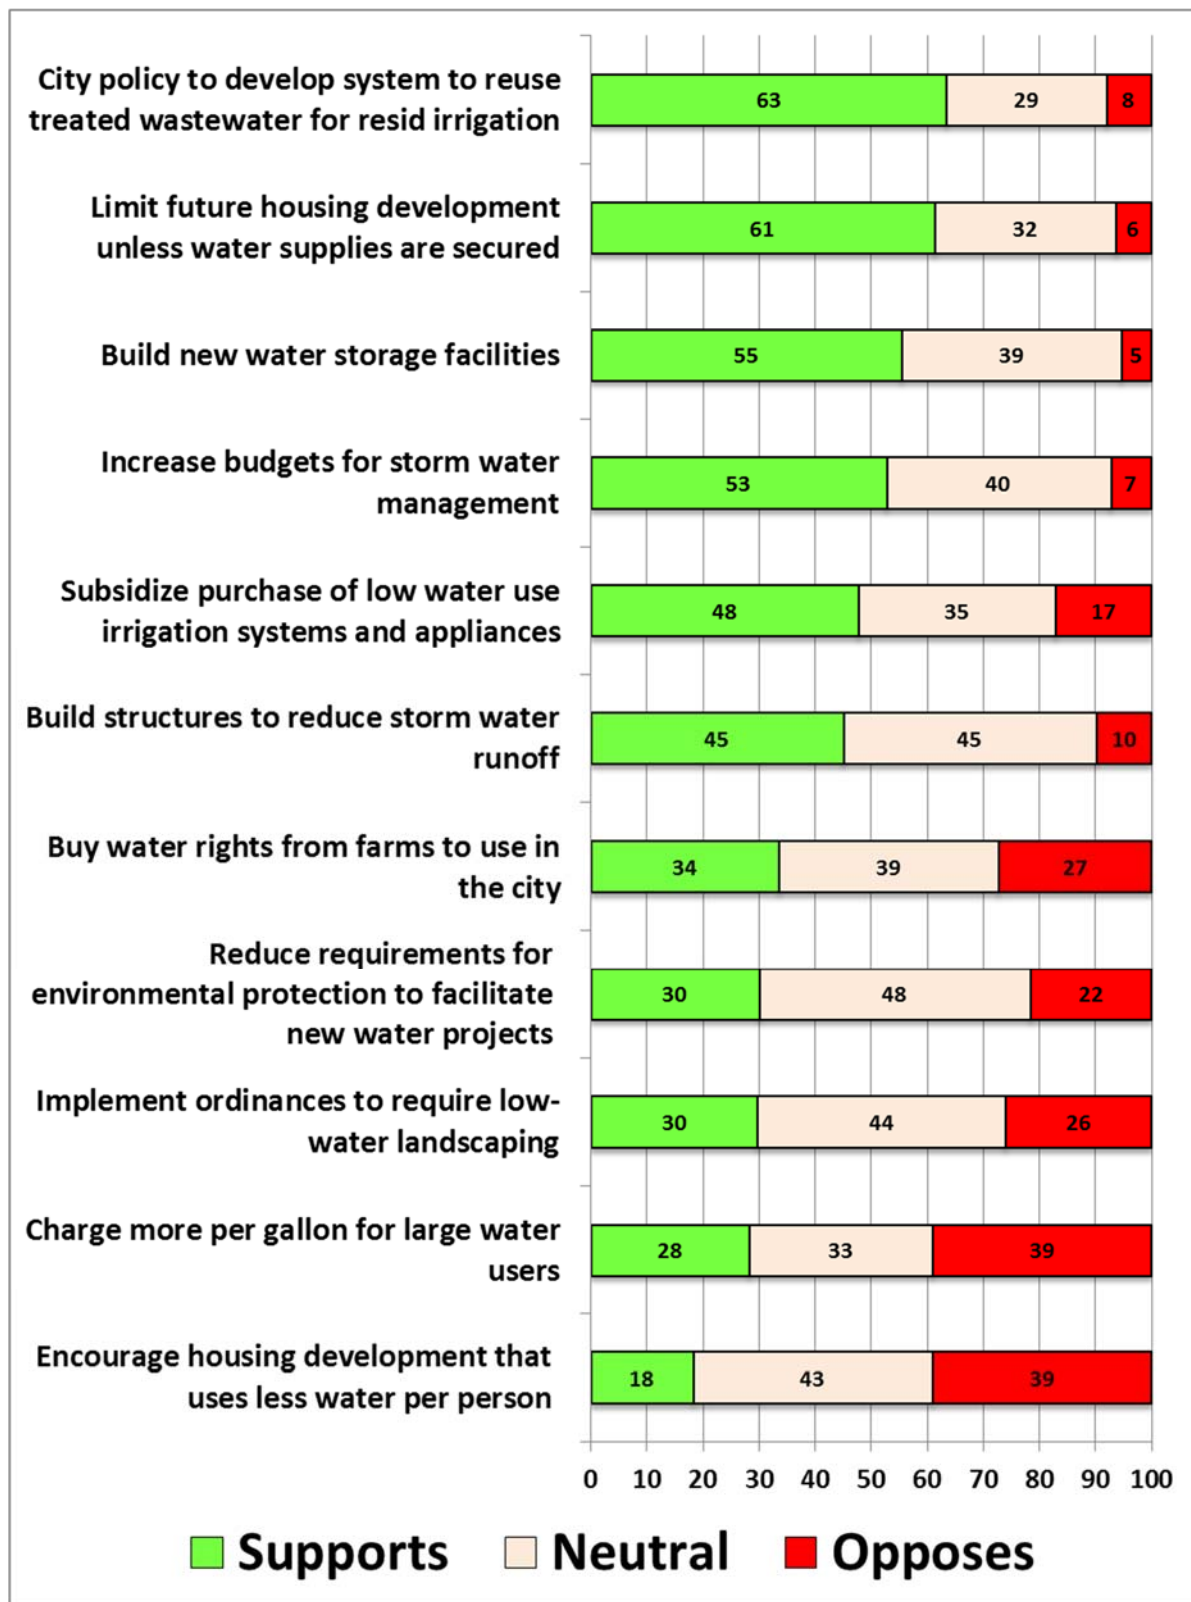 City policy to develop system to reuse
treated wastewater for resid irrigation
63 29 8
Limit future housing development
unless water supplies are secured
61 32 6
Build new water storage facilities
55 39 5
Increase budgets for storm water
management
53 40 7
Subsidize purchase of low water use
irrigation systems and appliances
48 35 17
Build structures to reduce storm water
runoff
45 45 10
Buy water rights from farms to use in
the city
34 39 27
Reduce requirements for
environmental protection to facilitate
new water projects
30 48 22
Implement ordinances to require low-
water landscaping
30 44 26
Charge more per gallon for large water
users
28 33 39
Encourage housing development that
uses less water per person
18 43 39
0 10 20 30 40 50 60 70 80 90 100
Supports Neutral Opposes